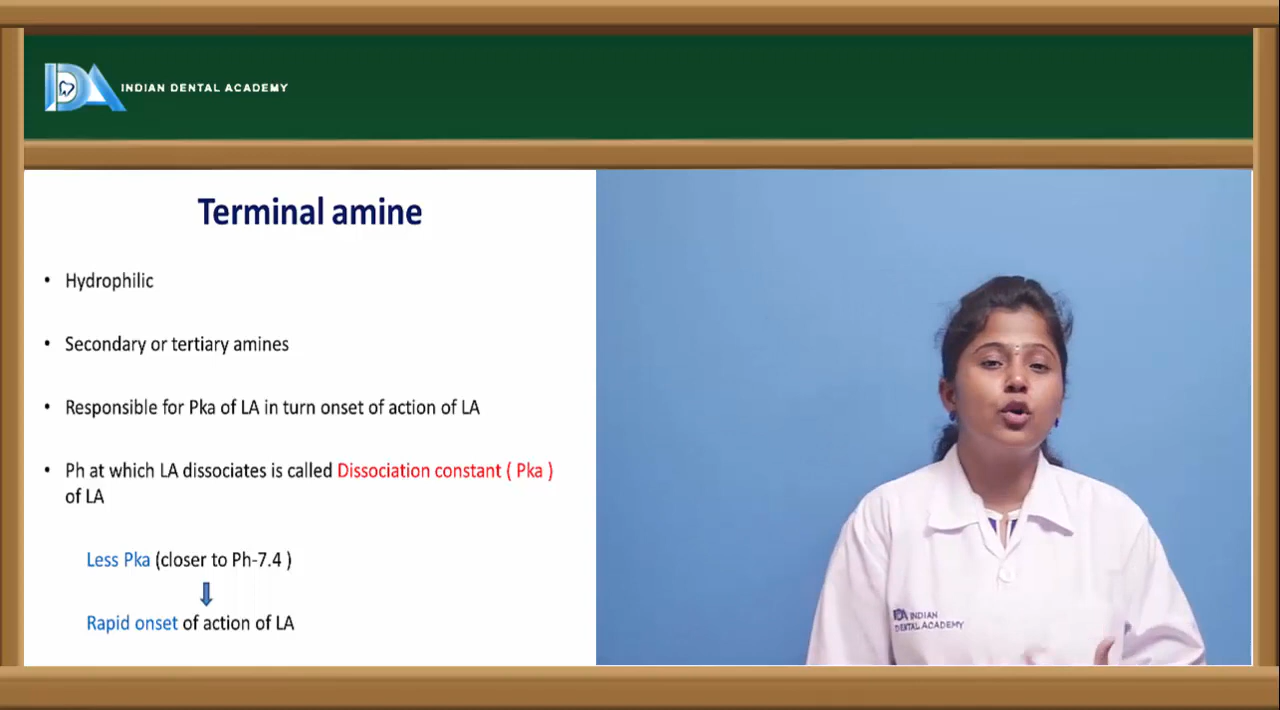 INDIAN DENTAL ACADEMY
Terminal amine
• Hydrophilic
• Secondary or tertiary amines
• Responsible for Pka of LA in turn onset of action of LA
• Ph at which LA dissociates is called Dissociation constant ( Pka )
of LA
Less Pka (closer to Ph-7.4 )
Rapid onset of action of LA
IDA INDIAN
DENTAL ACADEMY